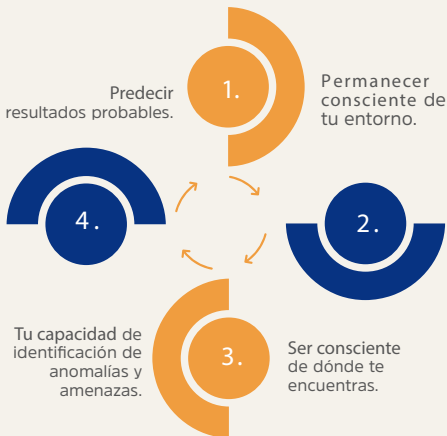 1.
Permanecer
consciente de
tu entorno.
2.
Ser consciente
de dónde te
encuentras.
3.
Tu capacidad de
identificación de
anomalías y
amenazas.
4.
Predecir
resultados probables.